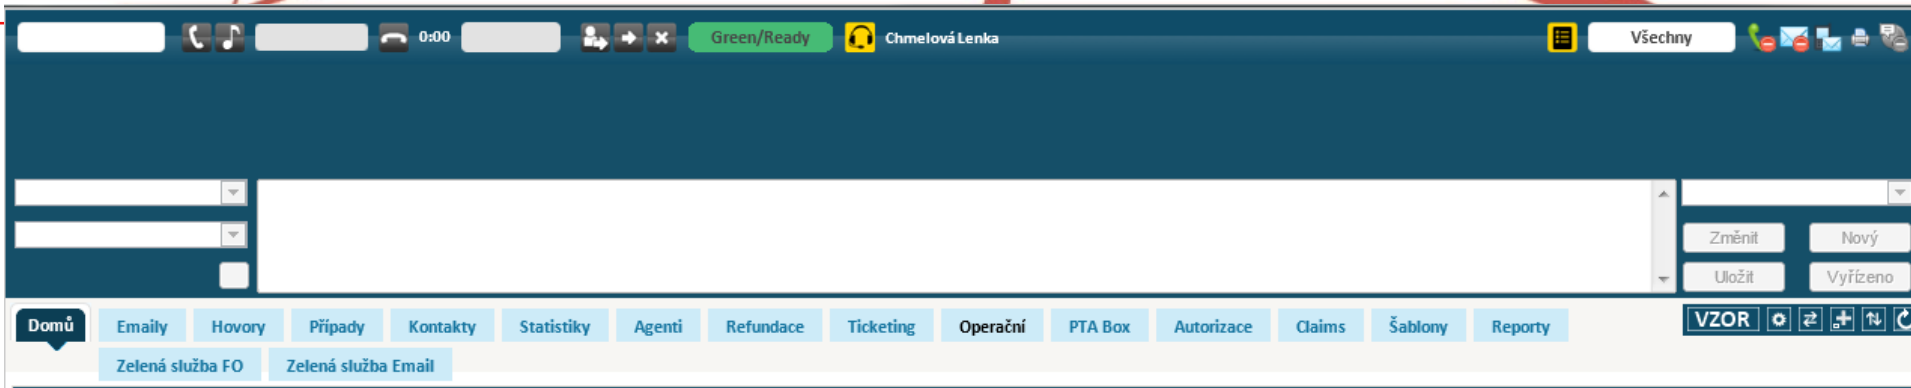 0:00 Green/Ready Chmelová Lenka Všechny
Změnit Nový
Uložit Vyřízeno
Domů Emaily Hovory Případy Kontakty Statistiky Agenti Refundace Ticketing Operační PTA Box Autorizace Claims Šablony Reporty VZOR
Zelená služba FO Zelená služba Email